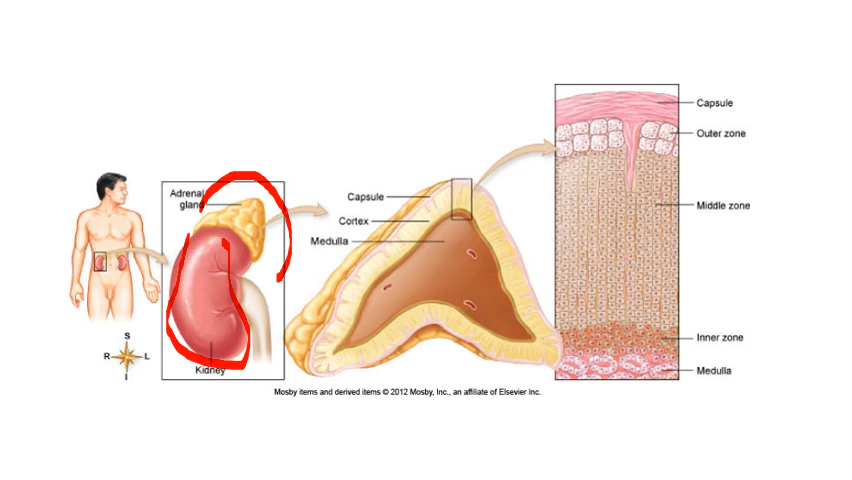 Adrenal
gland
Kidney
S
R
L
I
Capsule
Cortex
Medulla
Capsule
Outer zone
Middle zone
Inner zone
Medulla
Mosby items and derived items © 2012 Mosby, Inc., an affiliate of Elsevier Inc.